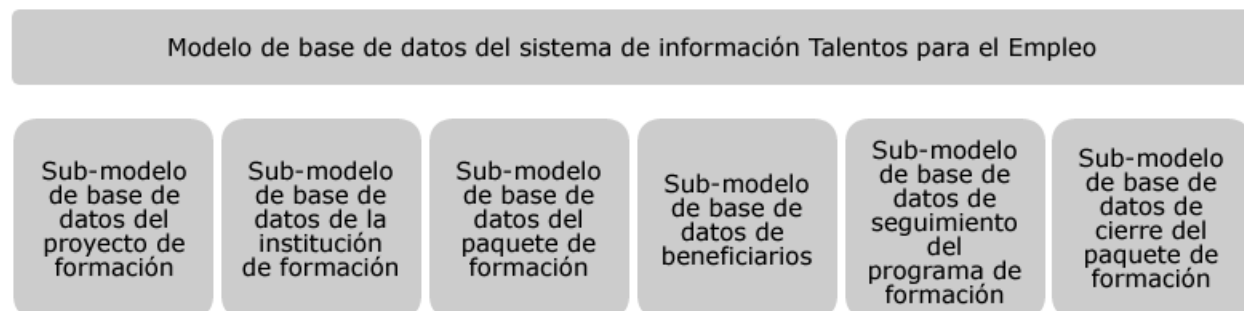 Modelo de base de datos del sistema de información Talentos para el Empleo
Sub-modelo
de base de
datos del
proyecto de
formación
Sub-modelo
de base de
datos de la
institución
de formación
Sub-modelo
de base de
datos del
paquete de
formación
Sub-modelo
de base de
datos de
beneficiarios
Sub-modelo
de base de
datos de
seguimiento
del
programa de
formación
Sub-modelo
de base de
datos de
cierre del
paquete de
formación